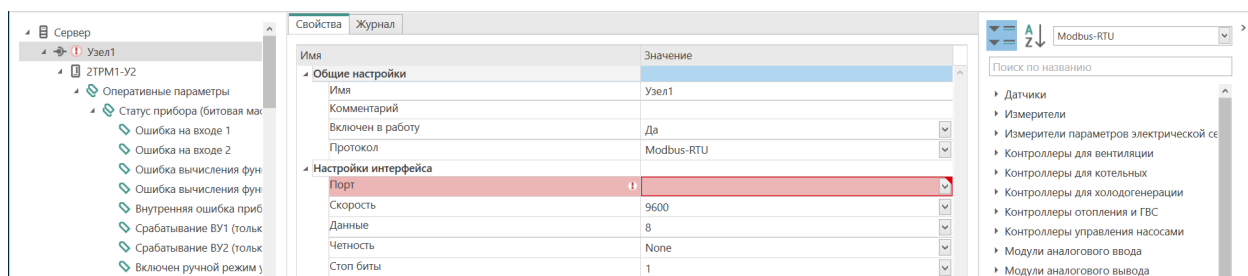 Сервер
Узел1
2ТРМ1-У2
Оперативные параметры
Статус прибора (битовая мас
Ошибка на входе 1
Ошибка на входе 2
Ошибка вычисления фун
Ошибка вычисления фун
Внутренняя ошибка приб
Срабатывание ВУ1 (тольк
Срабатывание ВУ2 (тольк
Включен ручной режим у
Свойства Журнал
Имя Значение
Общие настройки
Имя Узел1
Комментарий
Включен в работу Да
Протокол Modbus-RTU
Настройки интерфейса
Порт
Скорость 9600
Данные 8
Четность None
Стоп биты 1
AZ Modbus-RTU
Поиск по названию
Датчики
Измерители
Измерители параметров электрической се
Контроллеры для вентиляции
Контроллеры для котельных
Контроллеры для холодогенерации
Контроллеры отопления и ГВС
Контроллеры управления насосами
Модули аналогового ввода
Модули аналогового вывода